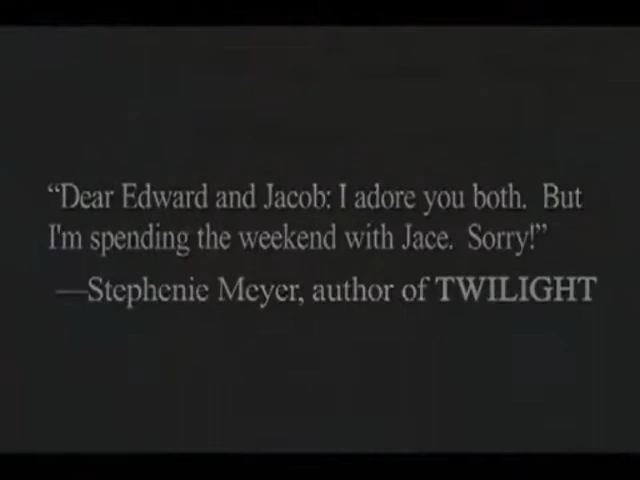 “Dear Edward and Jacob: I adore you both.  But
I'm spending the weekend with Jace.  Sorry!”
—Stephenie Meyer, author of TWILIGHT